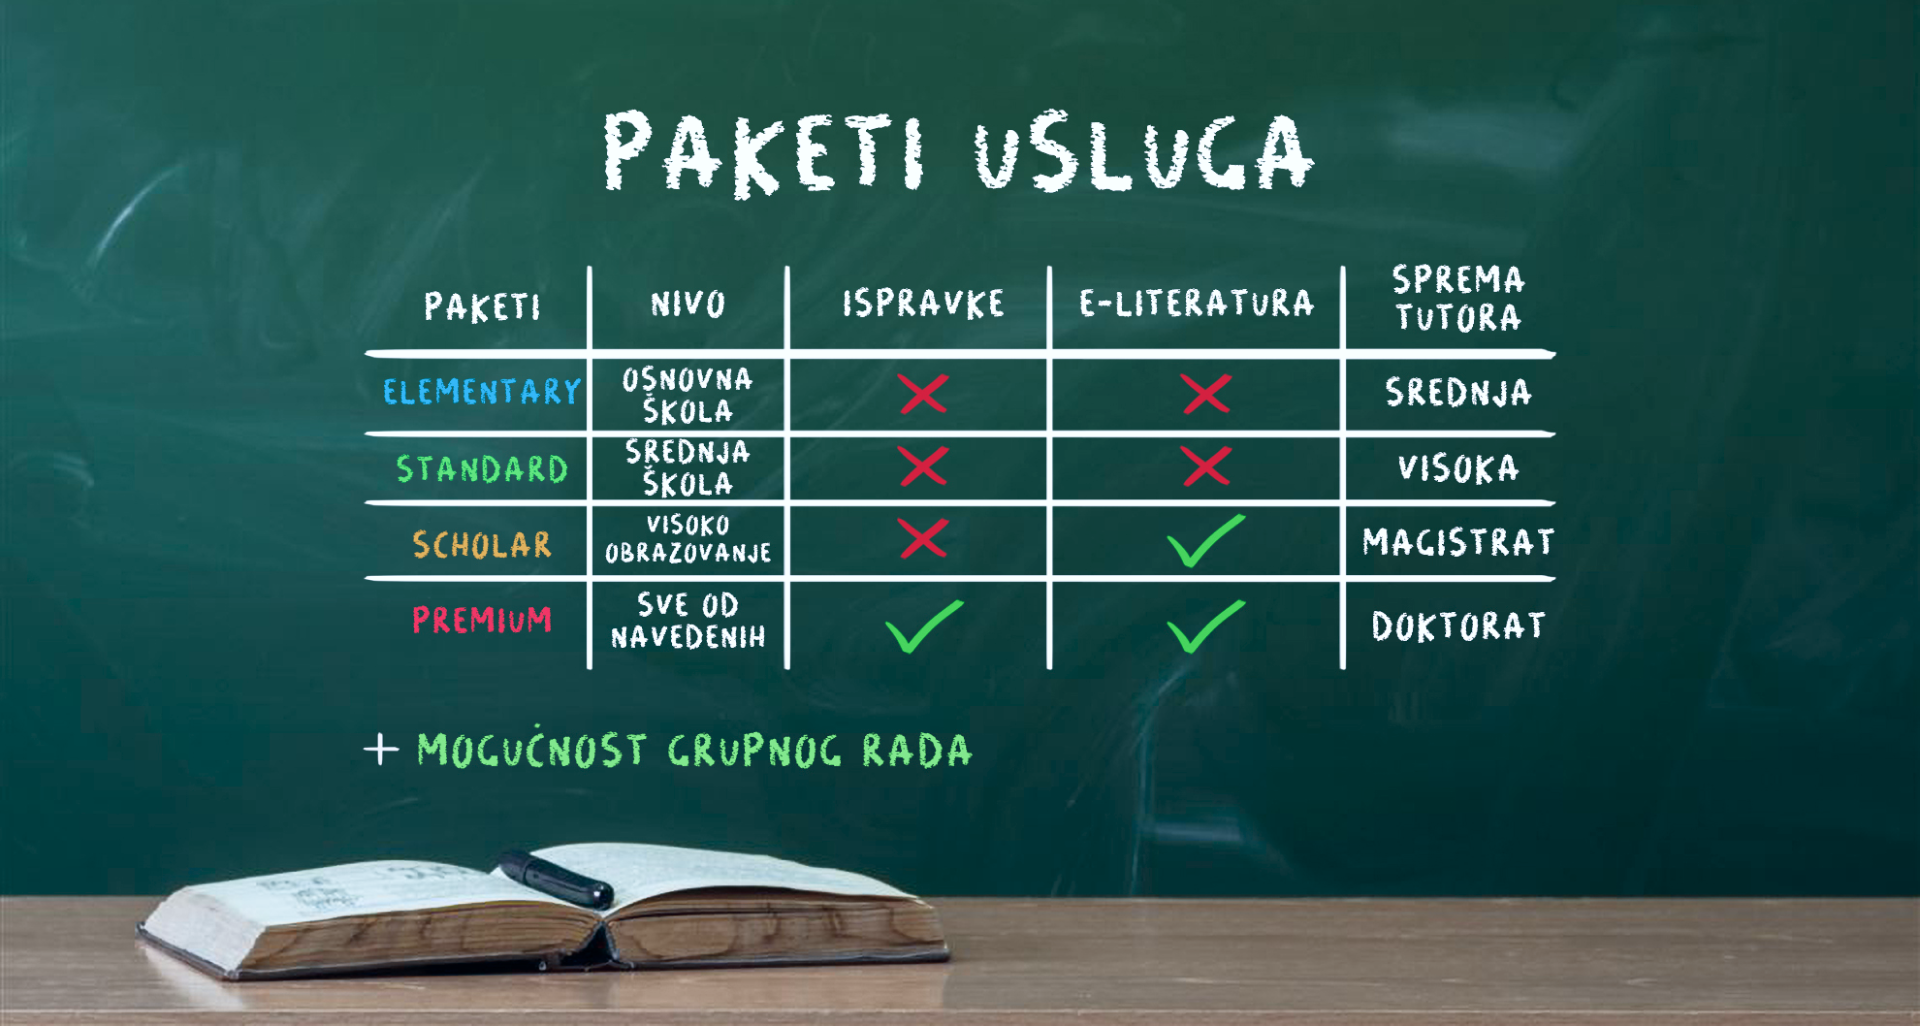 PAKETI USLUGA
PAKETI NIVO ISPRAVKE E-LITERATURA SPREMA TUTORA
ELEMENTARY OSNOVNA ŠKOLA SREDNJA
STANDARD SREDNJA ŠKOLA VISOKA
SCHOLAR VISOKO OBRAZOVANJE MAGISTRAT
PREMIUM SVE OD NAVEDENIH DOKTORAT
+ MOGUĆNOST GRUPNOG RADA